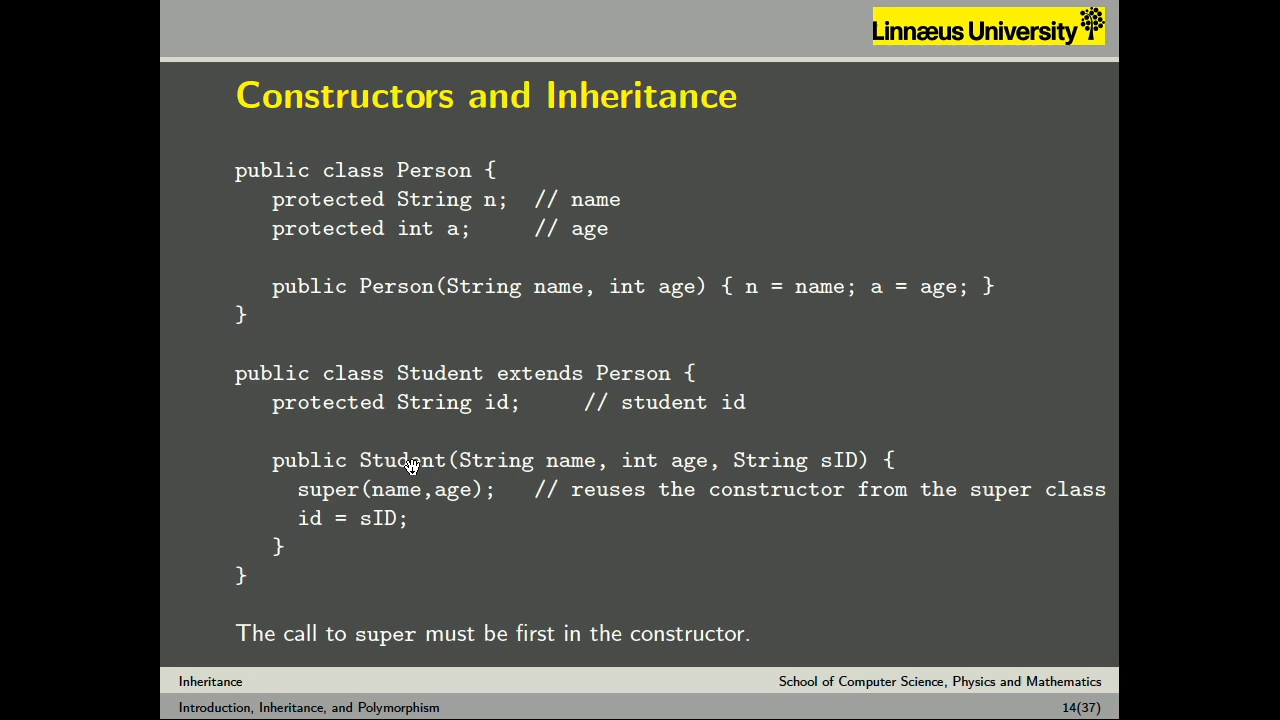 Linnæus University
Constructors and Inheritance
public class Person {
protected String n;  // name
protected int a;     // age
public Person(String name, int age) { n = name; a = age; }
}
public class Student extends Person {
protected String id;     // student id
public Student(String name, int age, String sID) {
super(name,age);   // reuses the constructor from the super class
id = sID;
}
}
The call to super must be first in the constructor.
Inheritance
School of Computer Science, Physics and Mathematics
Introduction, Inheritance, and Polymorphism
14(37)